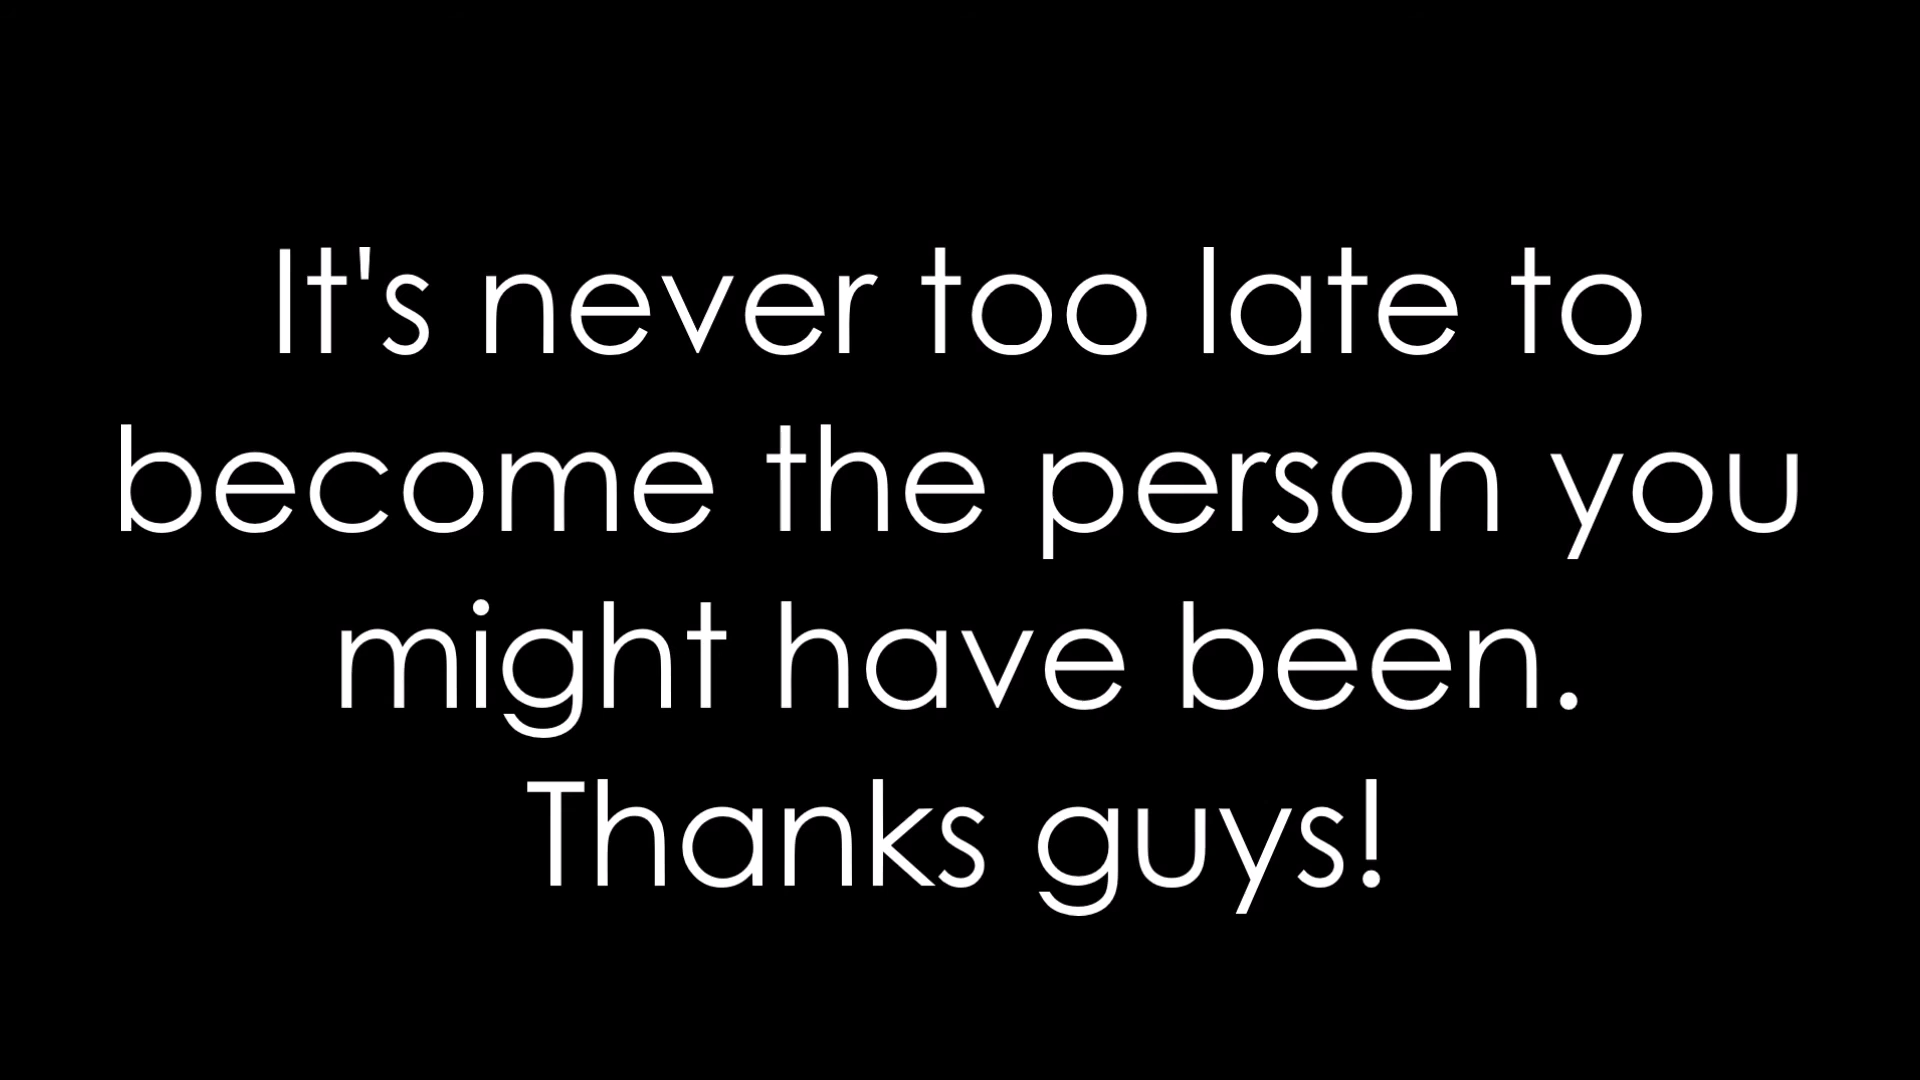 It's never too late to
become the person you
might have been.
Thanks guys!